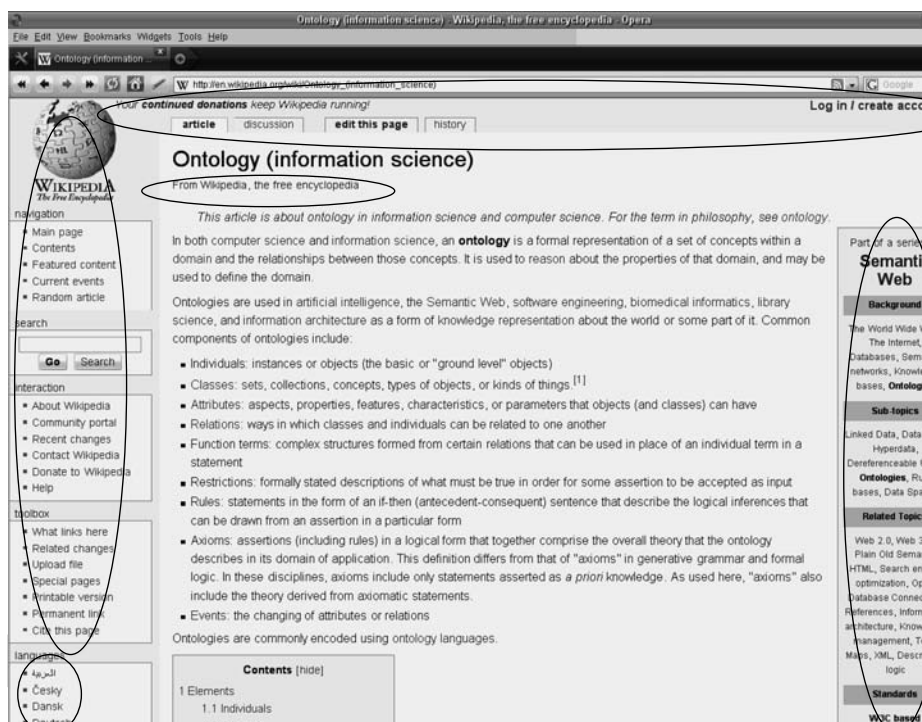 Ontology (information science) - Wikipedia, the free encyclopedia - Opera
File Edit View Bookmarks Widgets Tools Help
Ontology (information ...
http://en.wikipedia.org/wiki/Ontology_(information_science)
Google
Your continued donations keep Wikipedia running!
Log in / create acco
article discussion edit this page history
WIKIPEDIA
The Free Encyclopedia
navigation
Main page
Contents
Featured content
Current events
Random article
search
Go Search
interaction
About Wikipedia
Community portal
Recent changes
Contact Wikipedia
Donate to Wikipedia
Help
toolbox
What links here
Related changes
Upload file
Special pages
Printable version
Permanent link
Cite this page
languages
العربية
Česky
Dansk
Deutsch
Ontology (information science)
From Wikipedia, the free encyclopedia
This article is about ontology in information science and computer science. For the term in philosophy, see ontology.
In both computer science and information science, an ontology is a formal representation of a set of concepts within a
domain and the relationships between those concepts. It is used to reason about the properties of that domain, and may be
used to define the domain.
Ontologies are used in artificial intelligence, the Semantic Web, software engineering, biomedical informatics, library
science, and information architecture as a form of knowledge representation about the world or some part of it. Common
components of ontologies include:
Individuals: instances or objects (the basic or "ground level" objects)
Classes: sets, collections, concepts, types of objects, or kinds of things.[1]
Attributes: aspects, properties, features, characteristics, or parameters that objects (and classes) can have
Relations: ways in which classes and individuals can be related to one another
Function terms: complex structures formed from certain relations that can be used in place of an individual term in a
statement
Restrictions: formally stated descriptions of what must be true in order for some assertion to be accepted as input
Rules: statements in the form of an if-then (antecedent-consequent) sentence that describe the logical inferences that
can be drawn from an assertion in a particular form
Axioms: assertions (including rules) in a logical form that together comprise the overall theory that the ontology
describes in its domain of application. This definition differs from that of "axioms" in generative grammar and formal
logic. In these disciplines, axioms include only statements asserted as a priori knowledge. As used here, "axioms" also
include the theory derived from axiomatic statements.
Events: the changing of attributes or relations
Ontologies are commonly encoded using ontology languages.
Contents [hide]
1 Elements
1.1 Individuals
Part of a serie
Semanti
Web
Background
The World Wide W
The Internet,
Databases, Sem
networks, Knowle
bases, Ontolog
Sub-topics
Linked Data, Data
Hyperdata,
Dereferenceable
Ontologies, Ru
bases, Data Spa
Related Topic
Web 2.0, Web 3
Plain Old Sema
HTML, Search en
optimization, Op
Database Connec
References, Inform
architecture, Know
management, T
Maps, XML, Descr
logic
Standards
W3C based